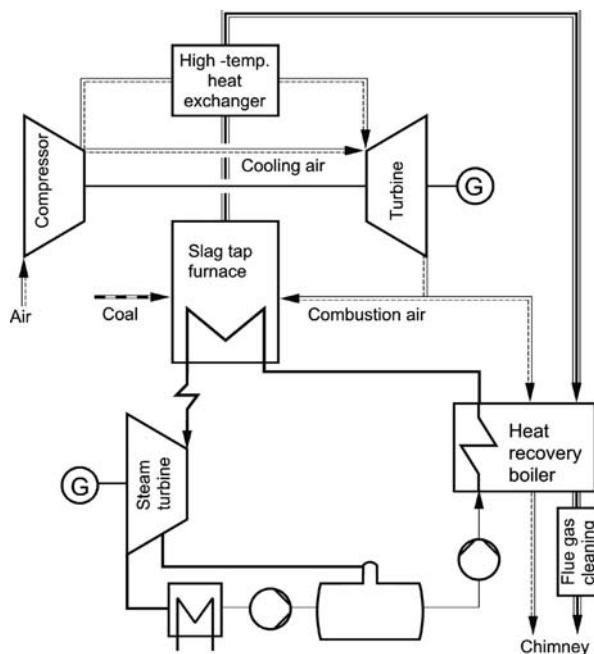 High -temp.
heat
exchanger
Compressor
Cooling air
Turbine
G
Slag tap
furnace
Air
Coal
Combustion air
Heat
recovery
boiler
G
Steam
turbine
Flue gas
cleaning
Chimney